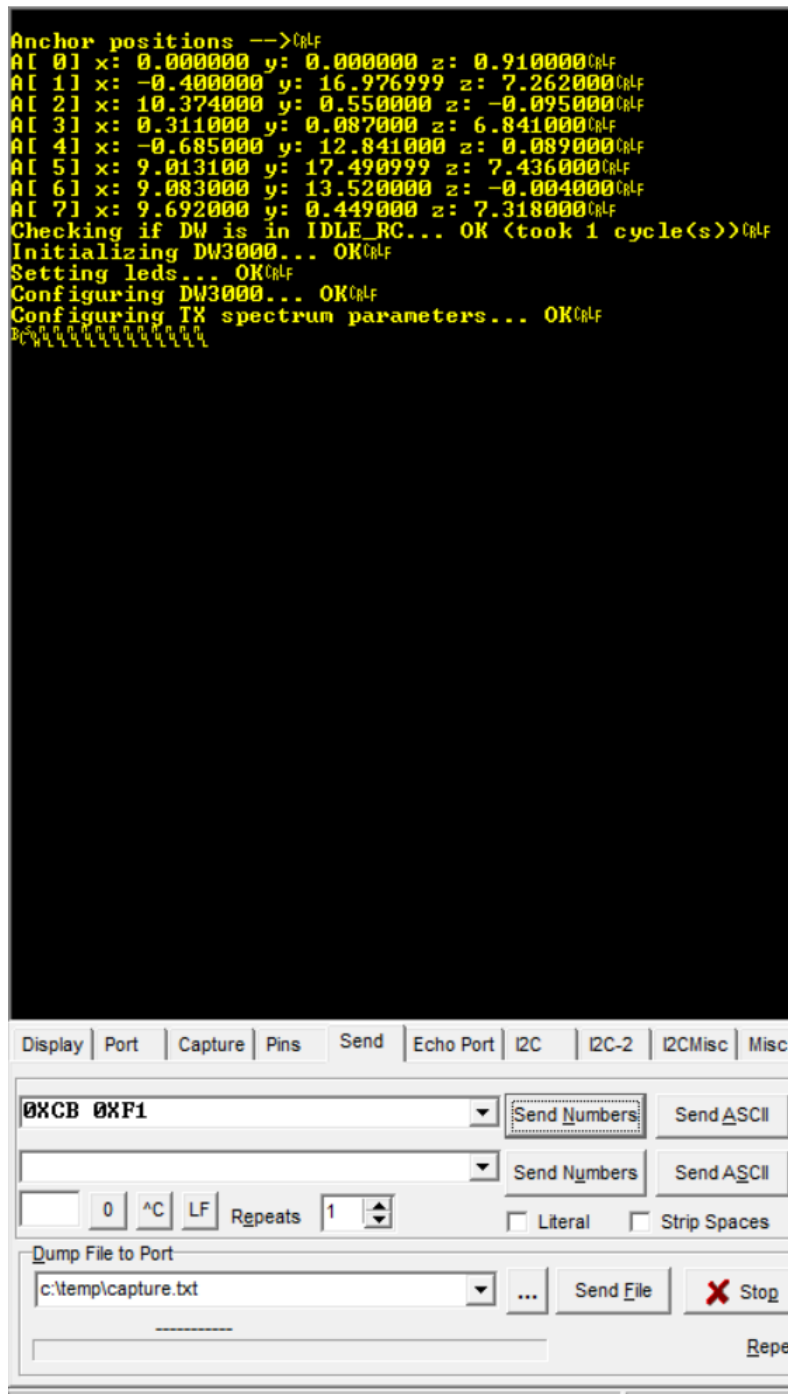 Anchor positions -->CRLF
A[ 0] x: 0.000000 y: 0.000000 z: 0.910000CRLF
A[ 1] x: -0.400000 y: 16.976999 z: 7.262000CRLF
A[ 2] x: 10.374000 y: 0.550000 z: -0.095000CRLF
A[ 3] x: 0.311000 y: 0.087000 z: 6.841000CRLF
A[ 4] x: -0.685000 y: 12.841000 z: 0.089000CRLF
A[ 5] x: 9.013100 y: 17.490999 z: 7.436000CRLF
A[ 6] x: 9.083000 y: 13.520000 z: -0.004000CRLF
A[ 7] x: 9.692000 y: 0.449000 z: 7.318000CRLF
Checking if DW is in IDLE_RC... OK (took 1 cycle(s))CRLF
Initializing DW3000... OKCRLF
Setting leds... OKCRLF
Configuring DW3000... OKCRLF
Configuring TX spectrum parameters... OKCRLF
Display Port Capture Pins Send Echo Port I2C I2C-2 I2CMisc Misc
0XCB 0XF1 Send Numbers Send ASCII
Send Numbers Send ASCII
0 ^C LF Repeats 1 Literal Strip Spaces
Dump File to Port
c:\temp\capture.txt ... Send File Stop
-----------
Repe